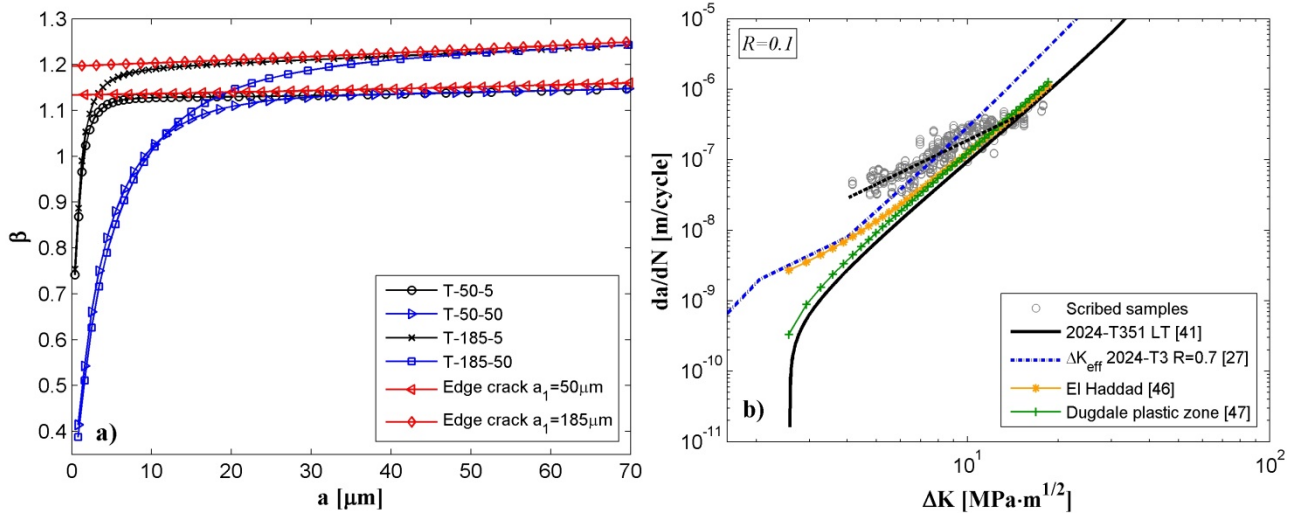 1.3
1.2
1.1
1
0.9
0.8
0.7
0.6
0.5
0.4
β
0
10
20
30
40
50
60
70
a [μm]
a)
T-50-5
T-50-50
T-185-5
T-185-50
Edge crack a₁=50μm
Edge crack a₁=185μm
R=0.1
10⁻⁵
10⁻⁶
10⁻⁷
10⁻⁸
10⁻⁹
10⁻¹⁰
10⁻¹¹
da/dN [m/cycle]
10¹
10²
ΔK [MPa·m¹/²]
b)
Scribed samples
2024-T351 LT [41]
ΔKeff 2024-T3 R=0.7 [27]
El Haddad [46]
Dugdale plastic zone [47]